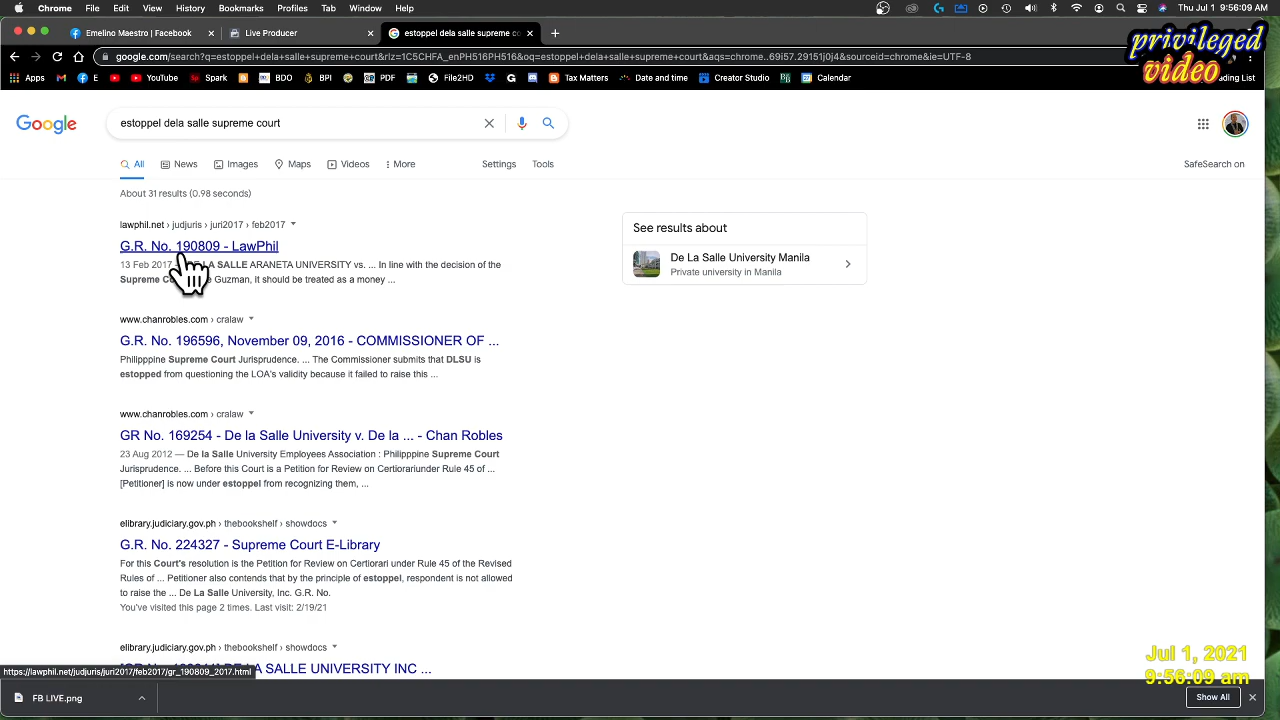 Chrome File Edit View History Bookmarks Profiles Tab Window Help
Emelino Maestro | Facebook × Live Producer × estoppel dela salle supreme co × +
google.com/search?q=estoppel+dela+salle+supreme+court&rlz=1C5CHFA_enPH516PH516&oq=estoppel+dela+salle+supreme+court&aqs=chrome..69i57.29151j0j4&sourceid=chrome&ie=UTF-8
privileged
video
Apps YouTube Spark BDO BPI PDF File2HD Tax Matters Date and time Creator Studio Calendar ding List
Google
estoppel dela salle supreme court
All News Images Maps Videos More Settings Tools
SafeSearch on
About 31 results (0.98 seconds)
lawphil.net › judjuris › juri2017 › feb2017
G.R. No. 190809 - LawPhil
13 Feb 2017 LA SALLE ARANETA UNIVERSITY vs. ... In line with the decision of the
Supreme Co e Guzman, it should be treated as a money ...
See results about
De La Salle University Manila
Private university in Manila
www.chanrobles.com › cralaw
G.R. No. 196596, November 09, 2016 - COMMISSIONER OF ...
Philipppine Supreme Court Jurisprudence. ... The Commissioner submits that DLSU is
estopped from questioning the LOA's validity because it failed to raise this ...
www.chanrobles.com › cralaw
GR No. 169254 - De la Salle University v. De la ... - Chan Robles
23 Aug 2012 — De la Salle University Employees Association : Philipppine Supreme Court
Jurisprudence. ... Before this Court is a Petition for Review on Certiorariunder Rule 45 of ...
[Petitioner] is now under estoppel from recognizing them, ...
elibrary.judiciary.gov.ph › thebookshelf › showdocs
G.R. No. 224327 - Supreme Court E-Library
For this Court's resolution is the Petition for Review on Certiorari under Rule 45 of the Revised
Rules of ... Petitioner also contends that by the principle of estoppel, respondent is not allowed
to raise the ... De La Salle University, Inc. G.R. No.
You've visited this page 2 times. Last visit: 2/19/21
elibrary.judiciary.gov.ph › thebookshelf › showdocs
LA SALLE UNIVERSITY INC ...
https://lawphil.net/judjuris/juri2017/feb2017/gr_190809_2017.html
Jul 1, 2021
9:56:09 am
FB LIVE.png
Show All